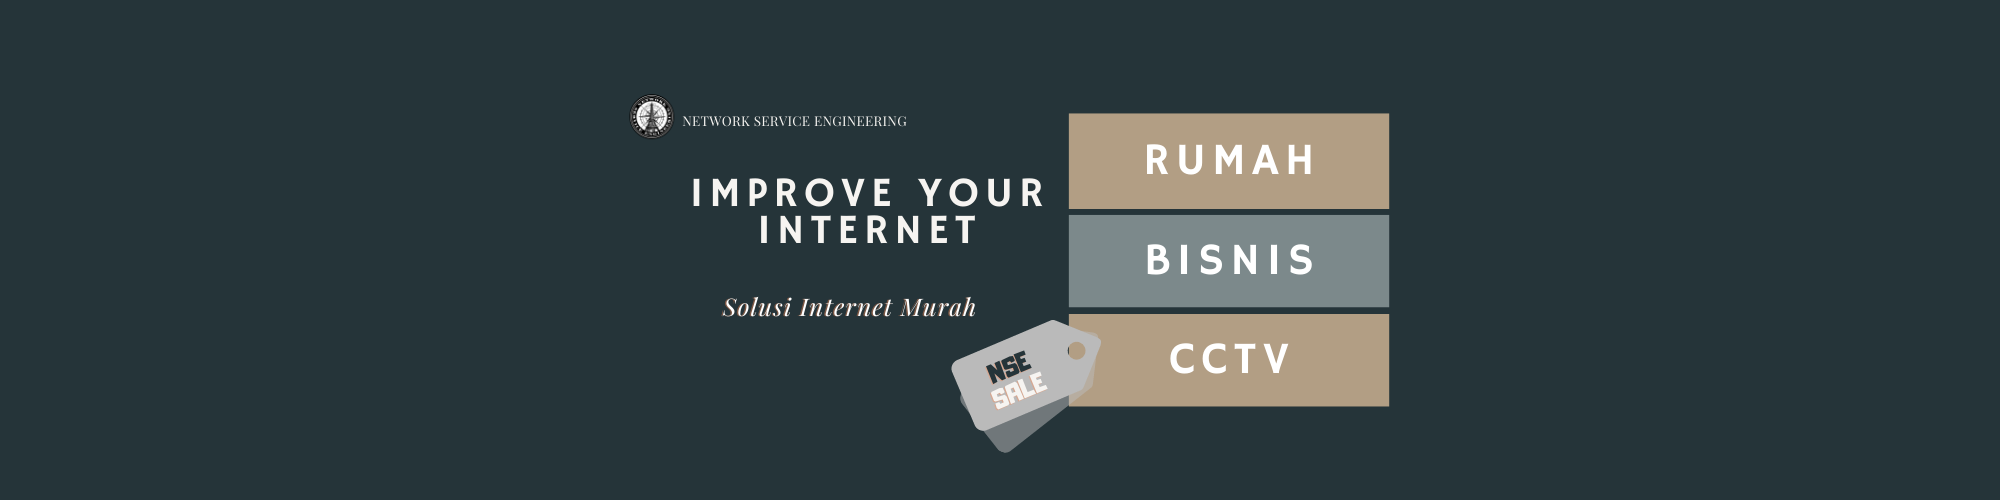 NETWORK SERVICE ENGINEERING
IMPROVE YOUR
INTERNET
Solusi Internet Murah
NSE
SALE
RUMAH
BISNIS
CCTV